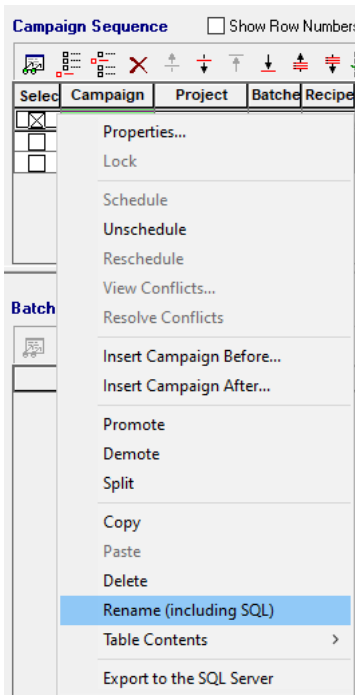 Campaign Sequence Show Row Numbers
Selec Campaign Project Batche Recipe
Properties...
Lock
Schedule
Unschedule
Reschedule
View Conflicts...
Resolve Conflicts
Batch
Insert Campaign Before...
Insert Campaign After...
Promote
Demote
Split
Copy
Paste
Delete
Rename (including SQL)
Table Contents >
Export to the SQL Server